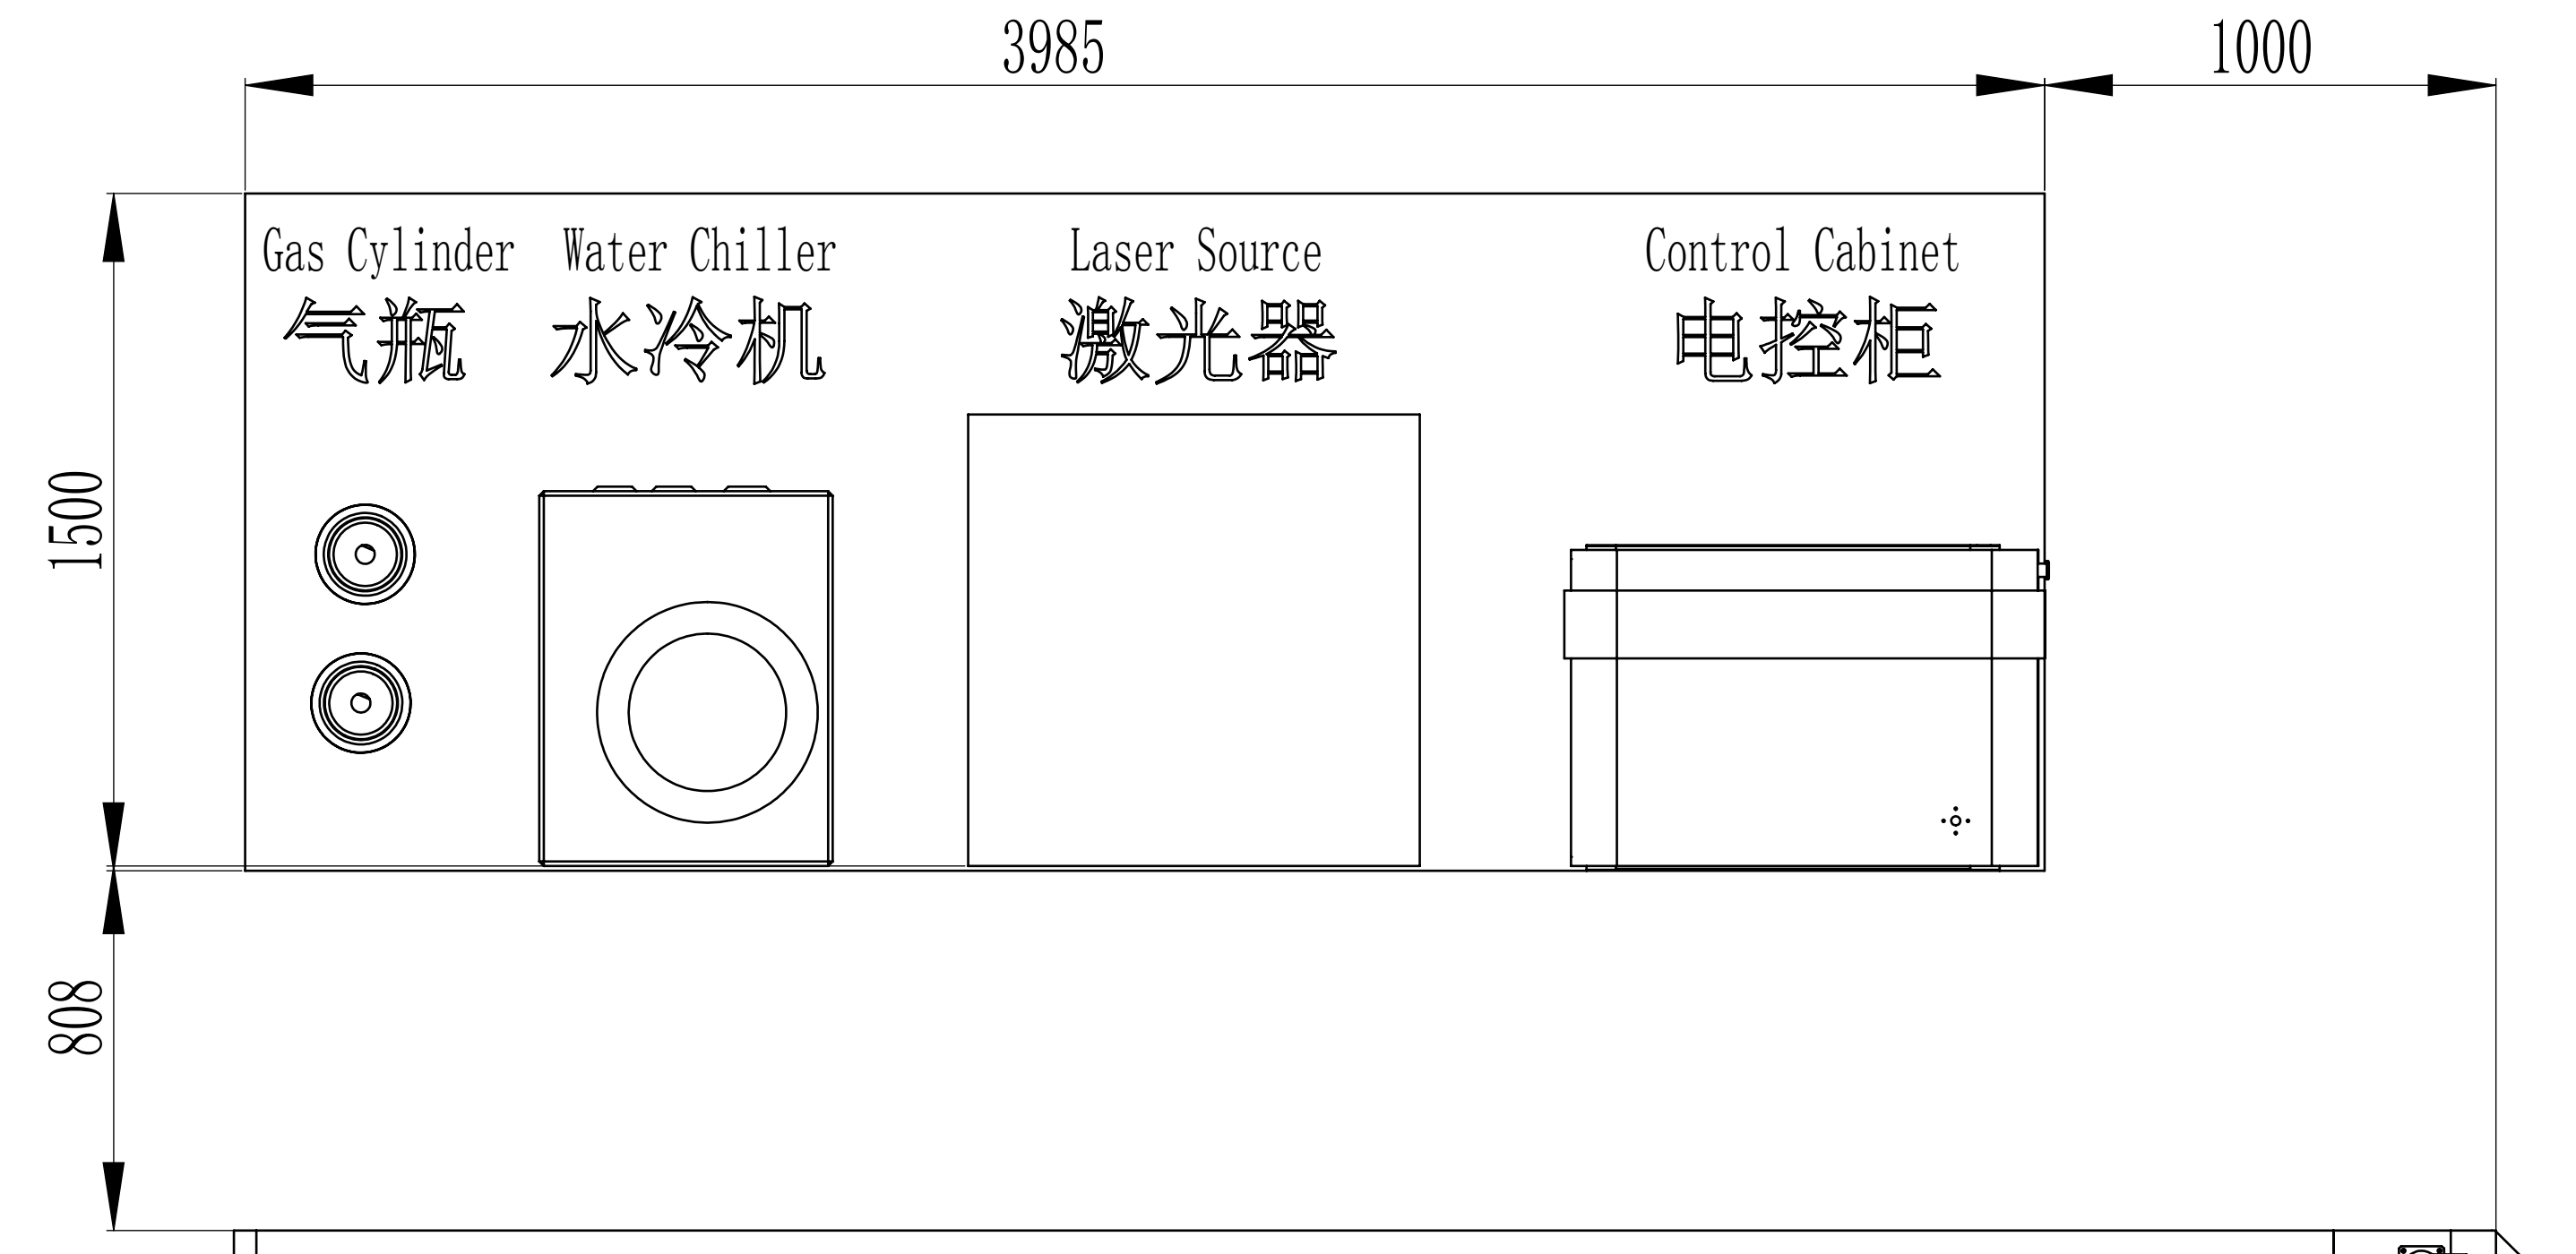 3985
1000
Gas Cylinder
Water Chiller
Laser Source
Control Cabinet
气瓶
水冷机
激光器
电控柜
1500
808